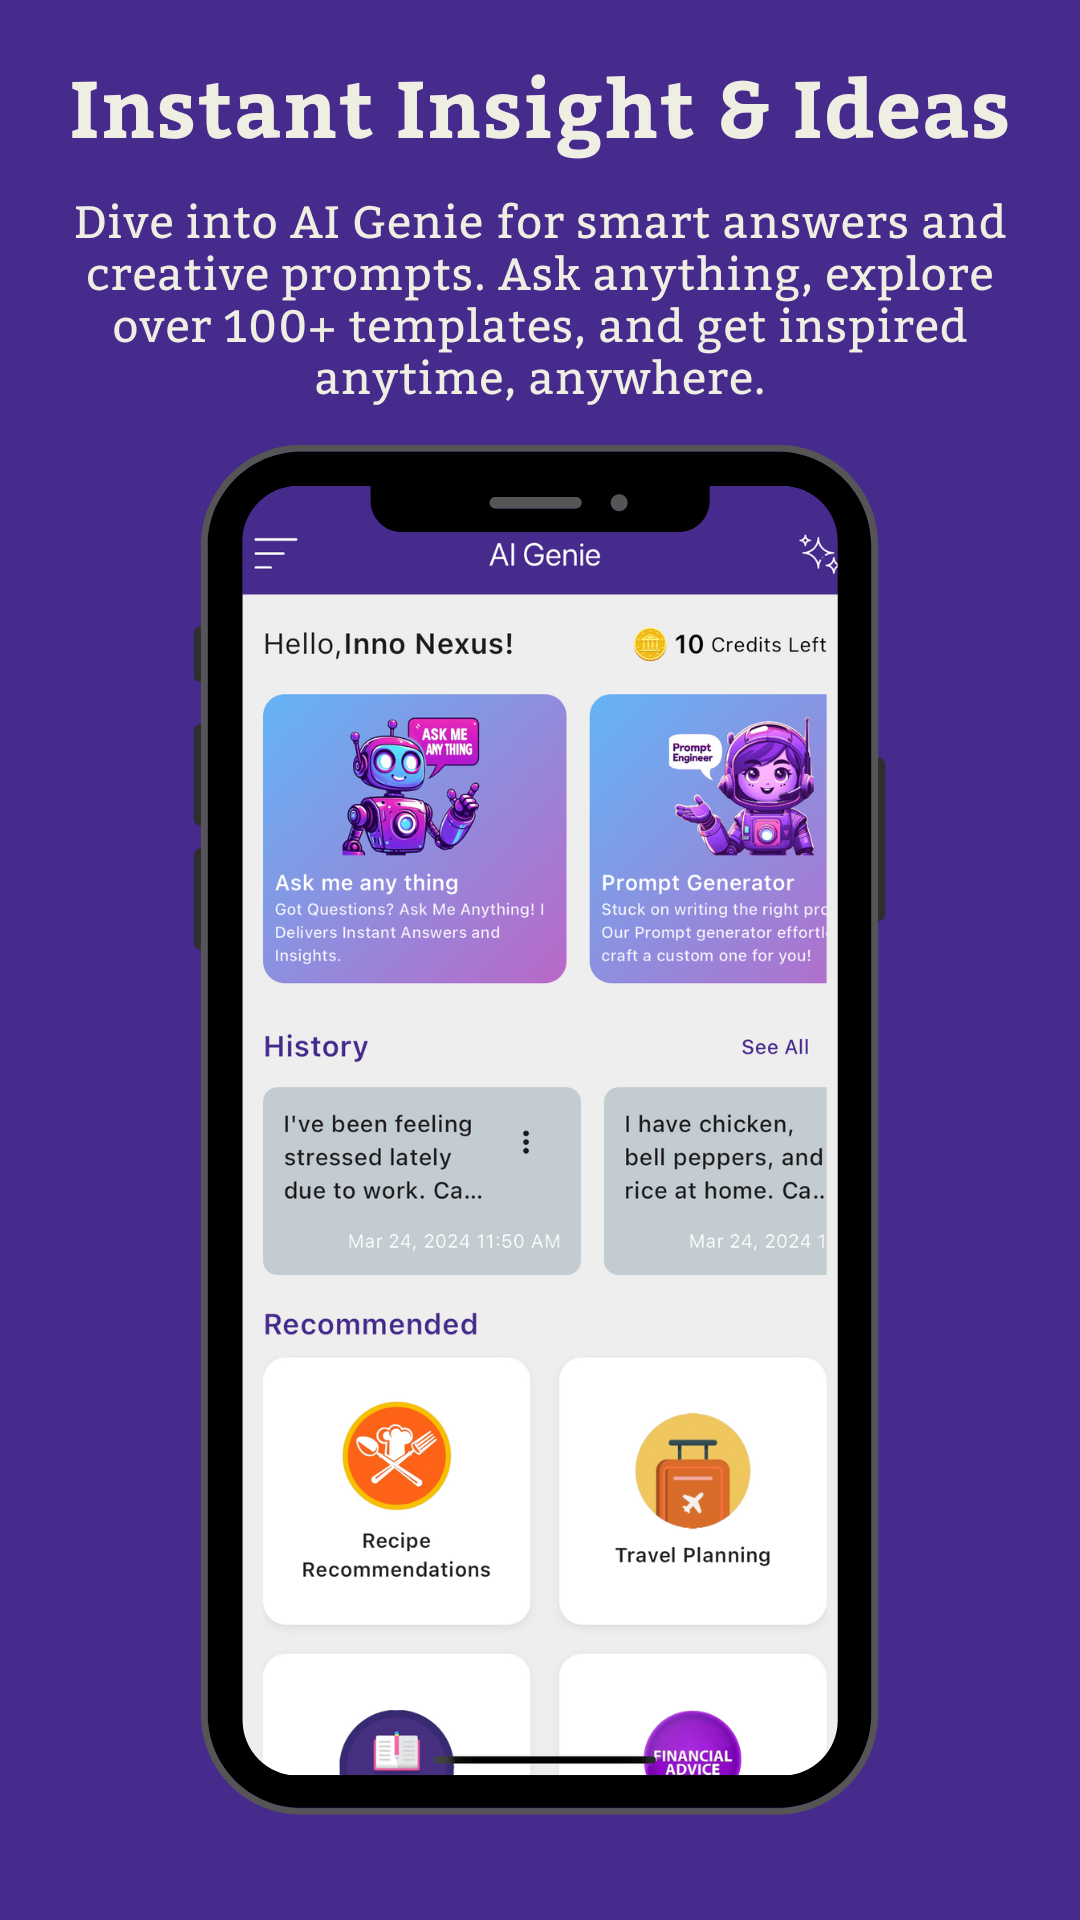 Instant Insight & Ideas
Dive into AI Genie for smart answers and
creative prompts. Ask anything, explore
over 100+ templates, and get inspired
anytime, anywhere.
AI Genie
Hello,Inno Nexus!
10 Credits Left
ASK ME
ANY THING
Ask me any thing
Got Questions? Ask Me Anything! I
Delivers Instant Answers and
Insights.
Prompt
Engineer
Prompt Generator
Stuck on writing the right pro
Our Prompt generator effortl
craft a custom one for you!
History
See All
I've been feeling
stressed lately
due to work. Ca...
Mar 24, 2024 11:50 AM
I have chicken,
bell peppers, and
rice at home. Ca..
Mar 24, 2024 1
Recommended
Recipe
Recommendations
Travel Planning
FINANCIAL
ADVICE